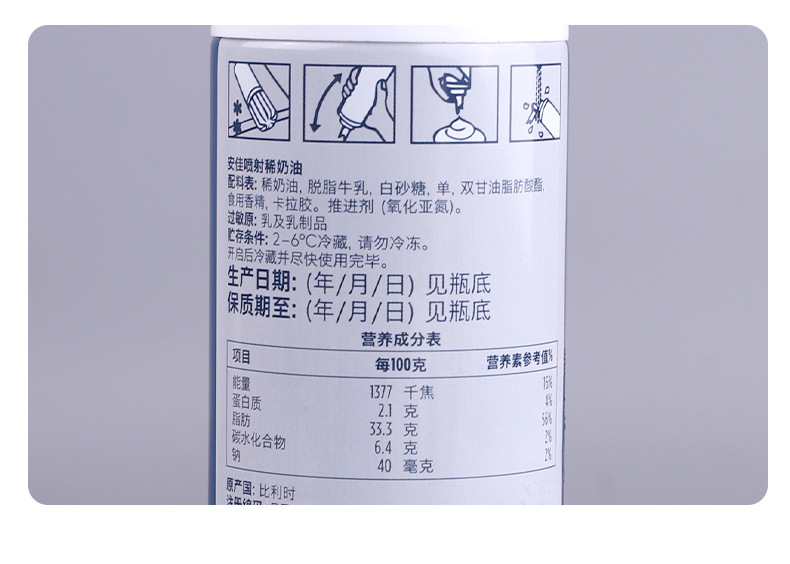 安佳喷射稀奶油
配料表: 稀奶油, 脱脂牛乳, 白砂糖, 单, 双甘油脂肪酸酯,
食用香精, 卡拉胶。推进剂 (氧化亚氮)。
过敏原: 乳及乳制品
贮存条件: 2-6°C冷藏, 请勿冷冻。
开启后冷藏并尽快使用完毕。
生产日期: (年/月/日) 见瓶底
保质期至: (年/月/日) 见瓶底
营养成分表
项目 每100克 营养素参考值%
能量 1377 千焦 16%
蛋白质 2.1 克 4%
脂肪 33.3 克 56%
碳水化合物 6.4 克 2%
钠 40 毫克 2%
原产国: 比利时